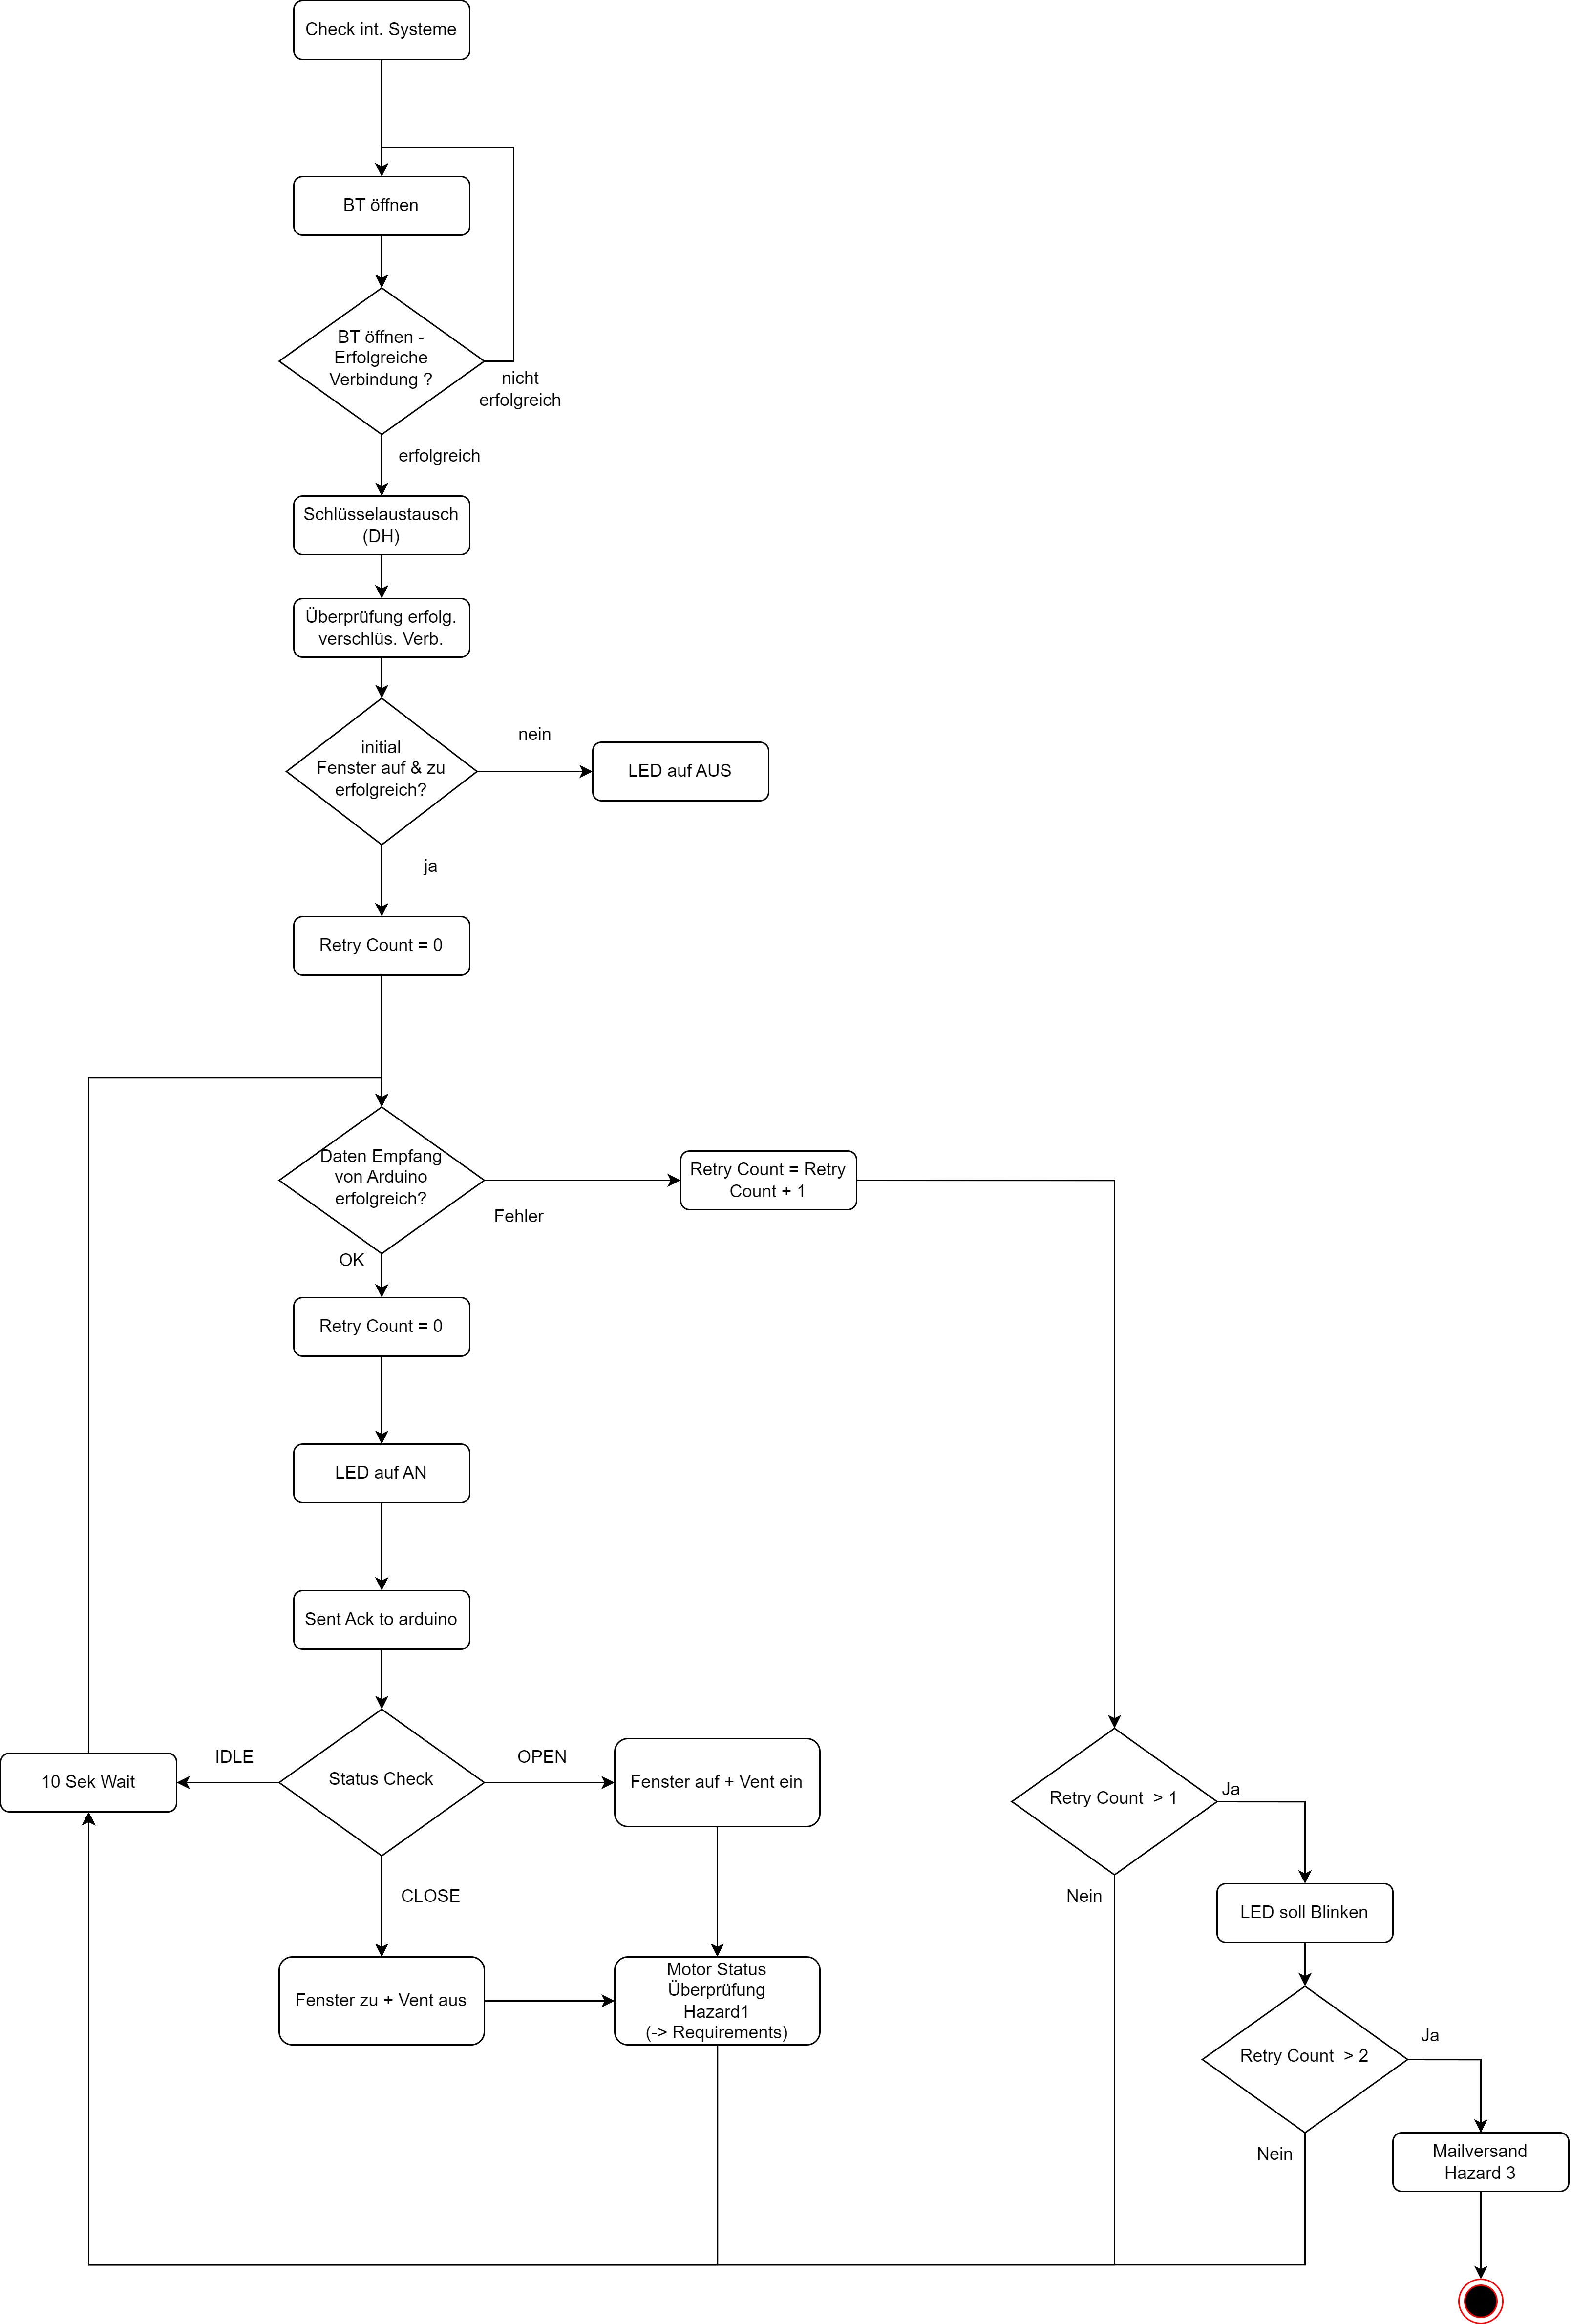 Check int. Systeme
BT öffnen
BT öffnen -
Erfolgreiche
Verbindung ?
nicht
erfolgreich
erfolgreich
Schlüsselaustausch
(DH)
Überprüfung erfolg.
verschlüs. Verb.
initial
Fenster auf & zu
erfolgreich?
nein
LED auf AUS
ja
Retry Count = 0
Daten Empfang
von Arduino
erfolgreich?
Fehler
Retry Count = Retry
Count + 1
OK
Retry Count = 0
LED auf AN
Sent Ack to arduino
Status Check
IDLE
10 Sek Wait
OPEN
Fenster auf + Vent ein
CLOSE
Fenster zu + Vent aus
Motor Status
Überprüfung
Hazard1
(-> Requirements)
Retry Count  > 1
Ja
Nein
LED soll Blinken
Retry Count  > 2
Ja
Nein
Mailversand
Hazard 3